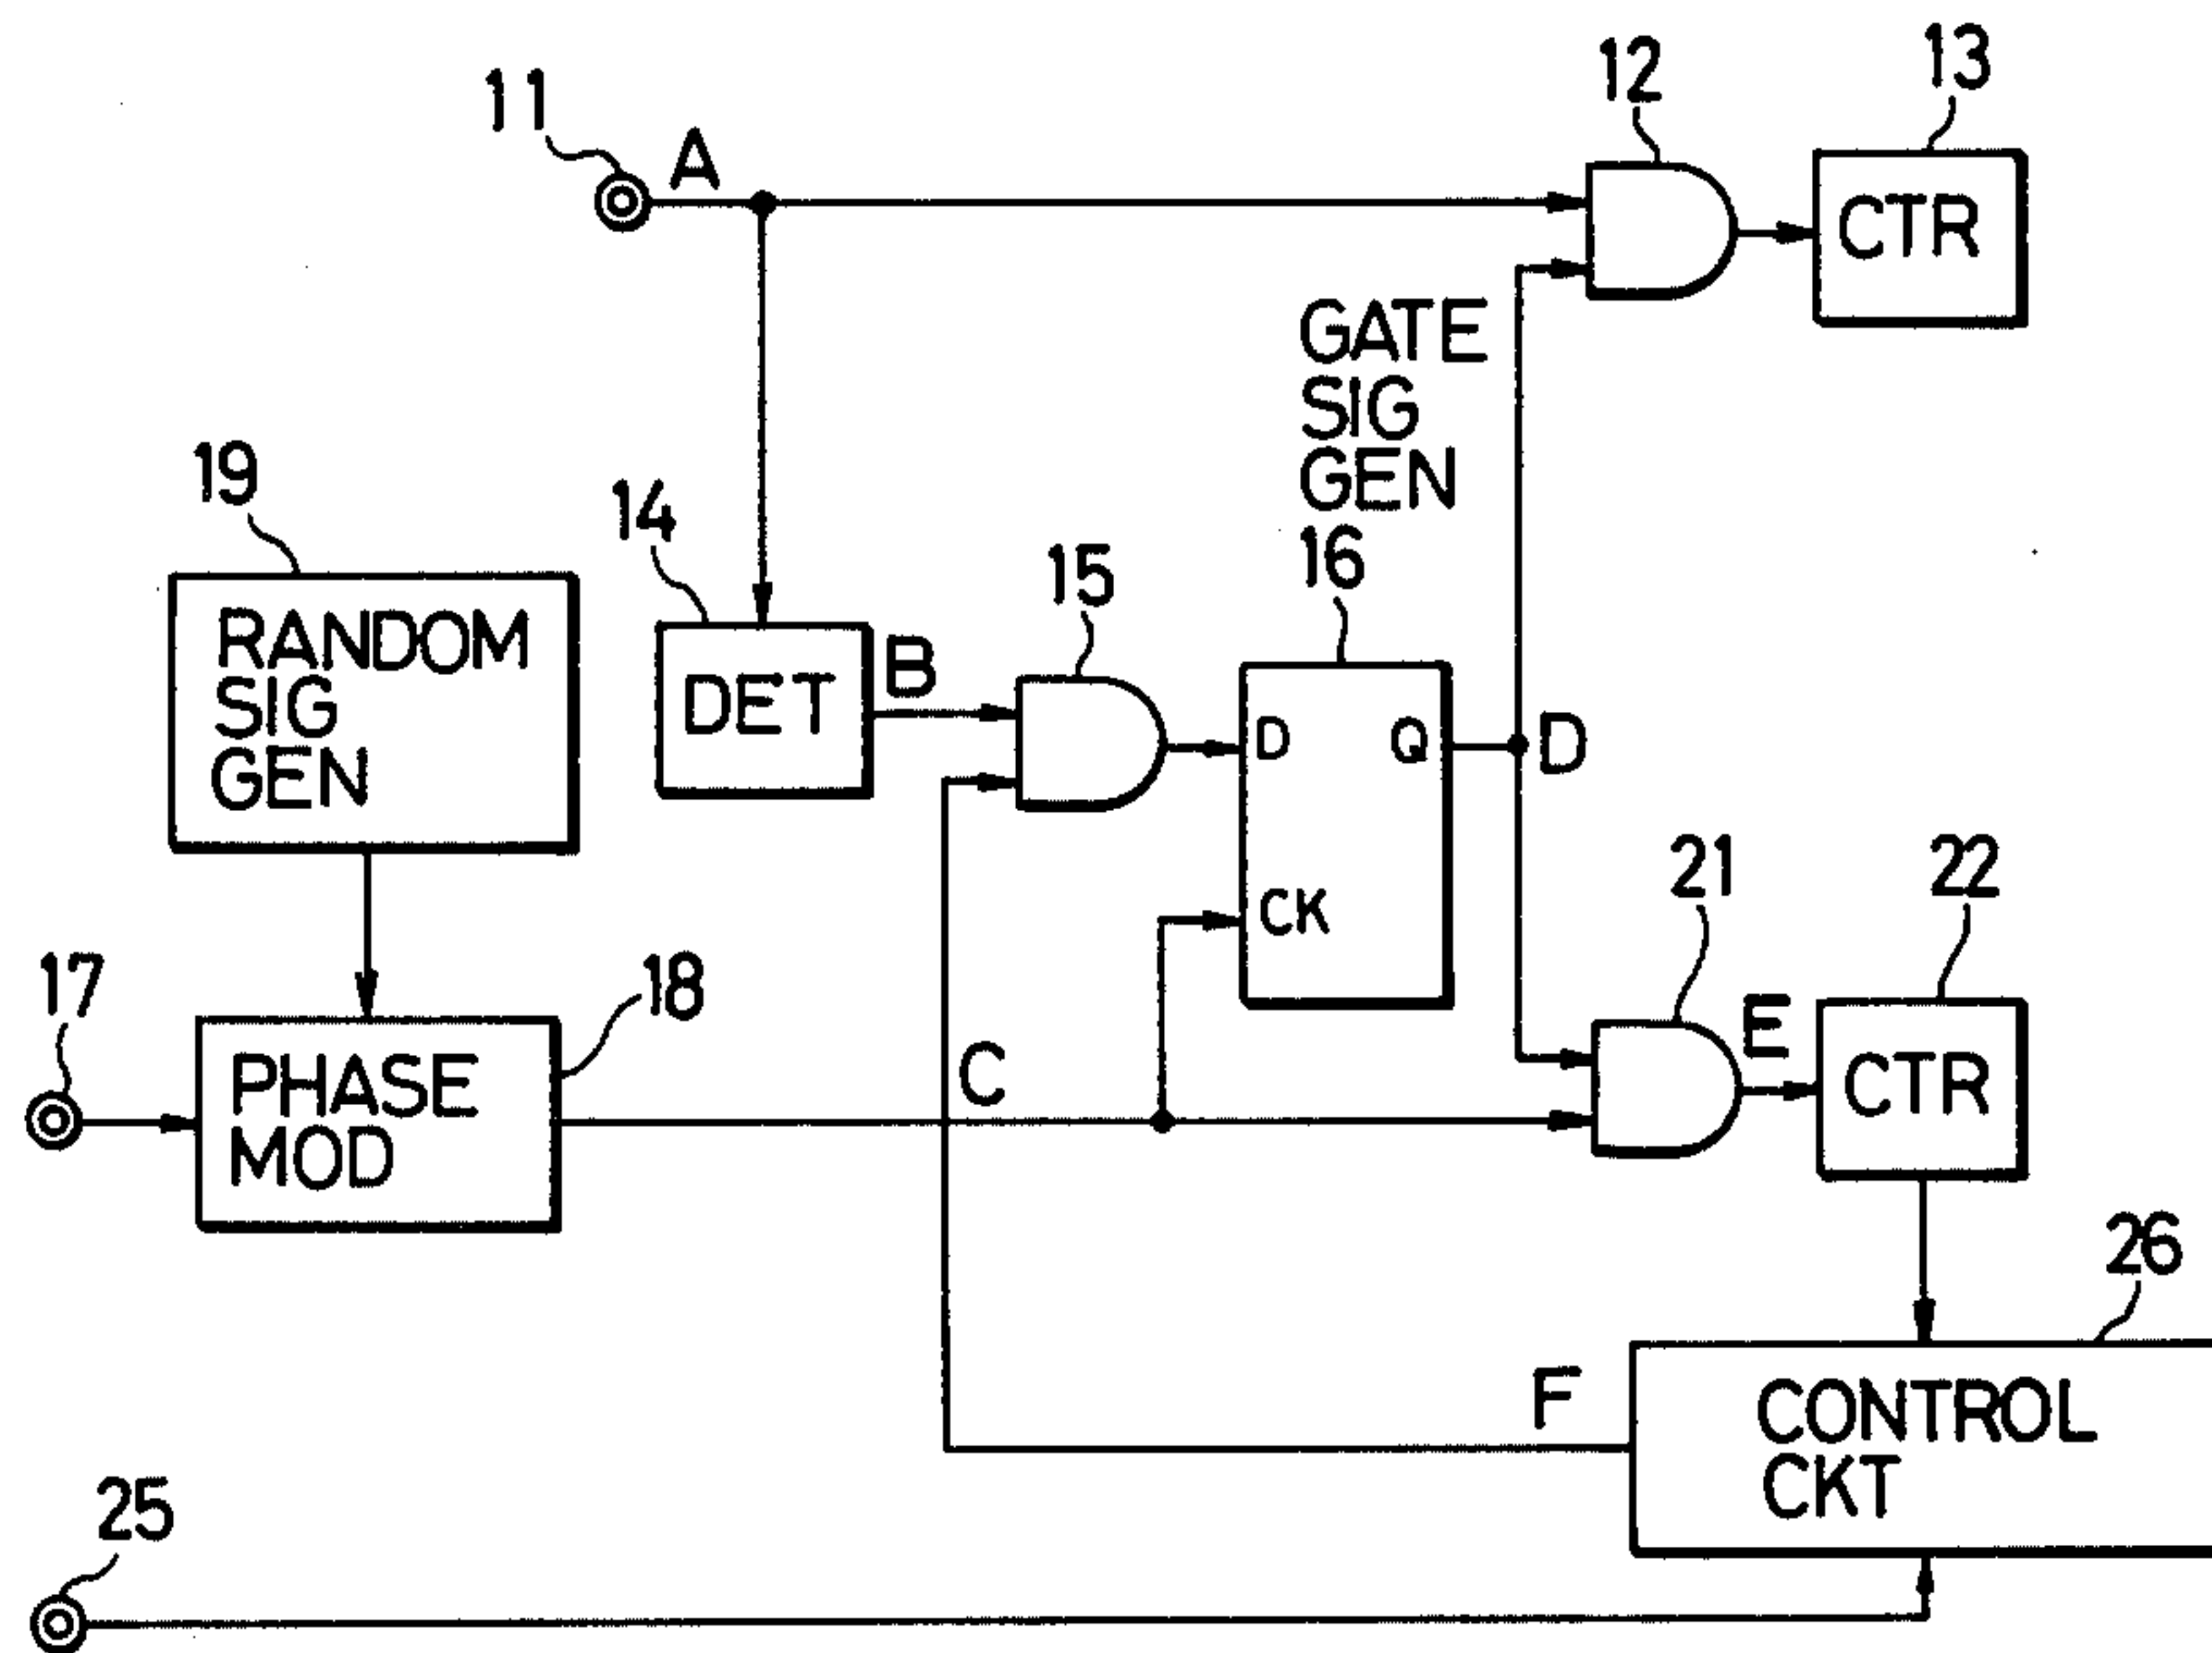 11
A
12
13
CTR
GATE
SIG
GEN
16
19
RANDOM
SIG
GEN
14
DET
B
15
D
Q
CK
D
17
18
PHASE
MOD
C
21
E
22
CTR
26
F
CONTROL
CKT
25